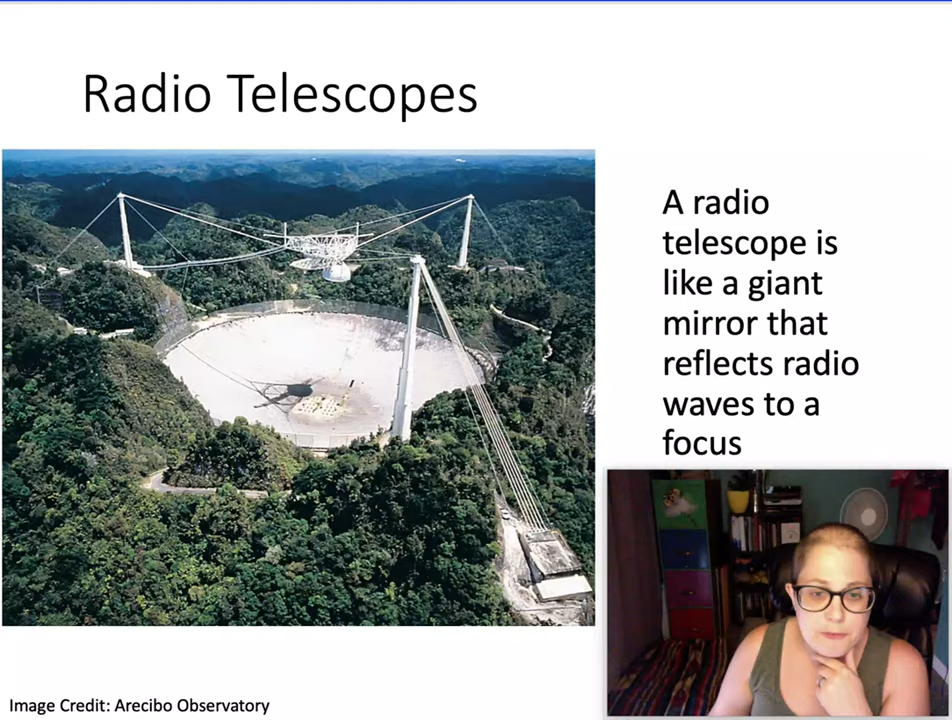 Radio Telescopes
A radio
telescope is
like a giant
mirror that
reflects radio
waves to a
focus
Image Credit: Arecibo Observatory